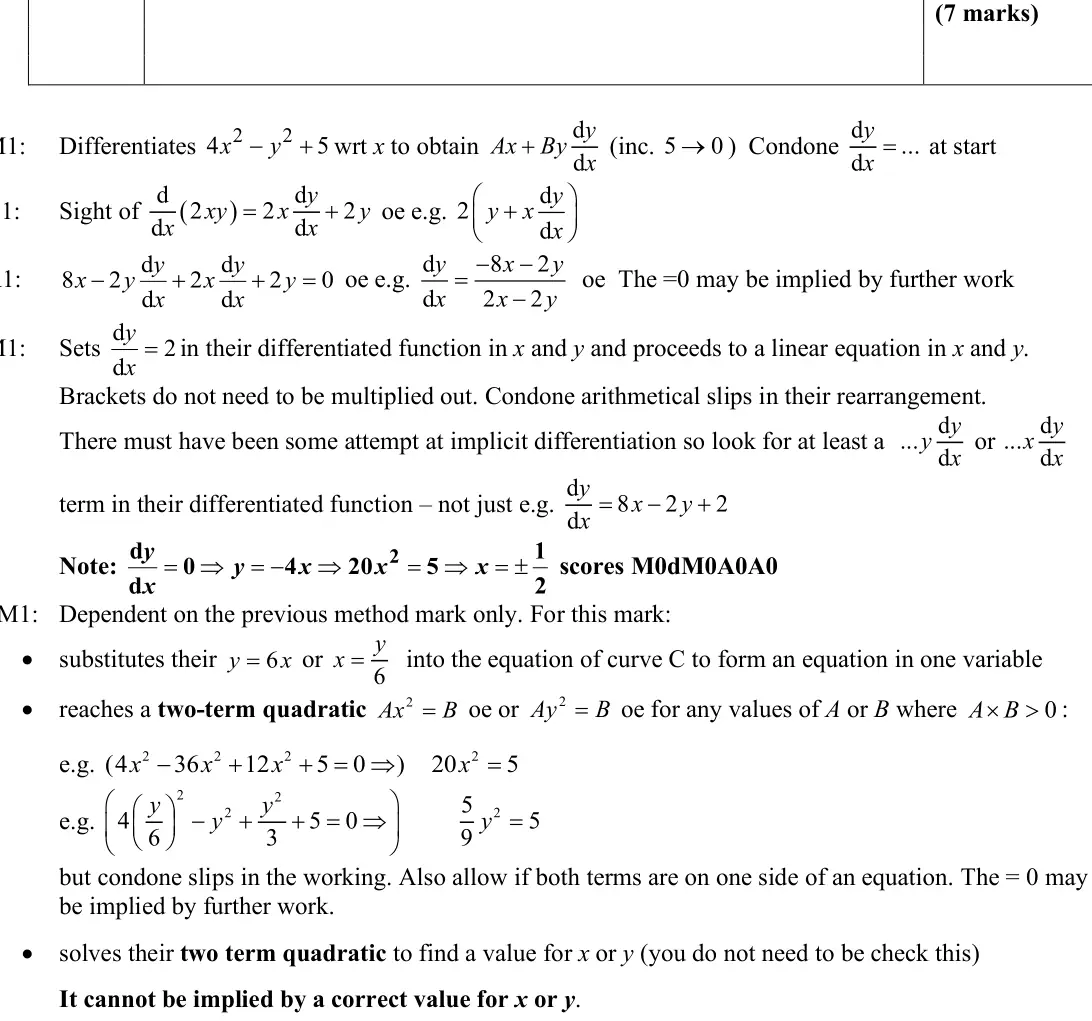 (7 marks)
M1: Differentiates 4x² − y² + 5 wrt x to obtain Ax + By dy/dx (inc. 5 → 0 ) Condone dy/dx = ... at start
1: Sight of d/dx (2xy) = 2x dy/dx + 2y oe e.g. 2(y + x dy/dx)
1: 8x − 2y dy/dx + 2x dy/dx + 2y = 0 oe e.g. dy/dx = (−8x − 2y)/(2x − 2y) oe The =0 may be implied by further work
M1: Sets dy/dx = 2 in their differentiated function in x and y and proceeds to a linear equation in x and y.
Brackets do not need to be multiplied out. Condone arithmetical slips in their rearrangement.
There must have been some attempt at implicit differentiation so look for at least a ...y dy/dx or ...x dy/dx
term in their differentiated function – not just e.g. dy/dx = 8x − 2y + 2
Note: dy/dx = 0 ⇒ y = −4x ⇒ 20x² = 5 ⇒ x = ± 1/2 scores M0dM0A0A0
M1: Dependent on the previous method mark only. For this mark:
• substitutes their y = 6x or x = y/6 into the equation of curve C to form an equation in one variable
• reaches a two-term quadratic Ax² = B oe or Ay² = B oe for any values of A or B where A × B > 0 :
e.g. (4x² − 36x² + 12x² + 5 = 0 ⇒) 20x² = 5
e.g. (4(y/6)² − y² + y²/3 + 5 = 0 ⇒) 5/9 y² = 5
but condone slips in the working. Also allow if both terms are on one side of an equation. The = 0 may
be implied by further work.
• solves their two term quadratic to find a value for x or y (you do not need to be check this)
It cannot be implied by a correct value for x or y.